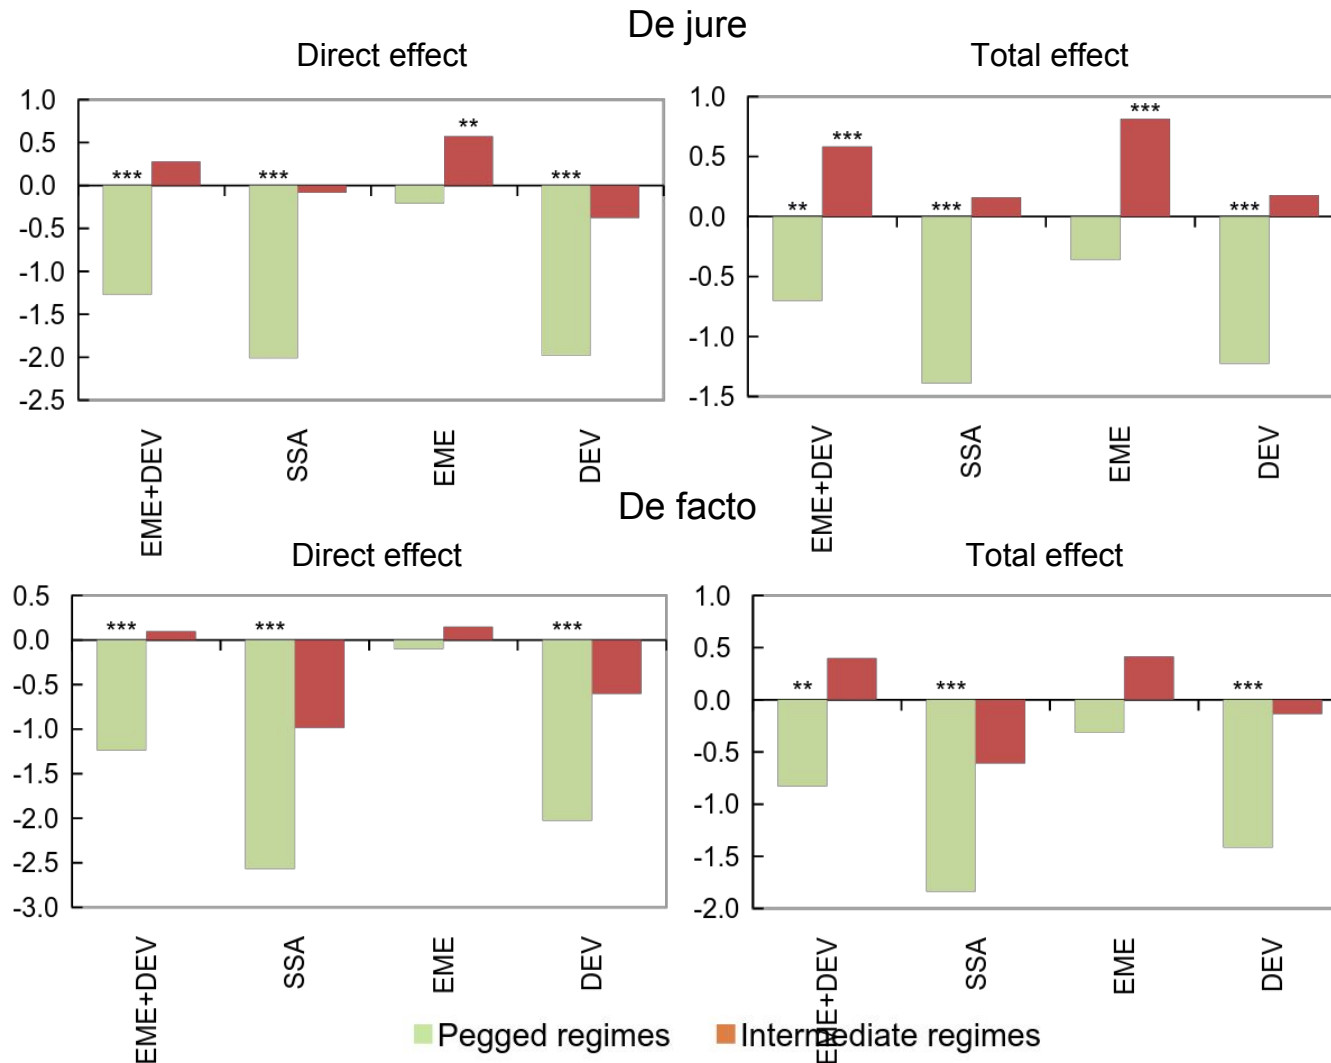 De jure
Direct effect
Total effect
1.0
0.5
0.0
-0.5
-1.0
-1.5
-2.0
-2.5
*** *** ** ***
EME+DEV
SSA
EME
DEV
1.0
0.5
0.0
-0.5
-1.0
-1.5
** *** *** *** ***
EME+DEV
SSA
EME
DEV
De facto
Direct effect
Total effect
0.5
0.0
-0.5
-1.0
-1.5
-2.0
-2.5
-3.0
*** *** ***
EME+DEV
SSA
EME
DEV
1.0
0.5
0.0
-0.5
-1.0
-1.5
-2.0
** *** ***
EME+DEV
SSA
EME
DEV
Pegged regimes
Intermediate regimes